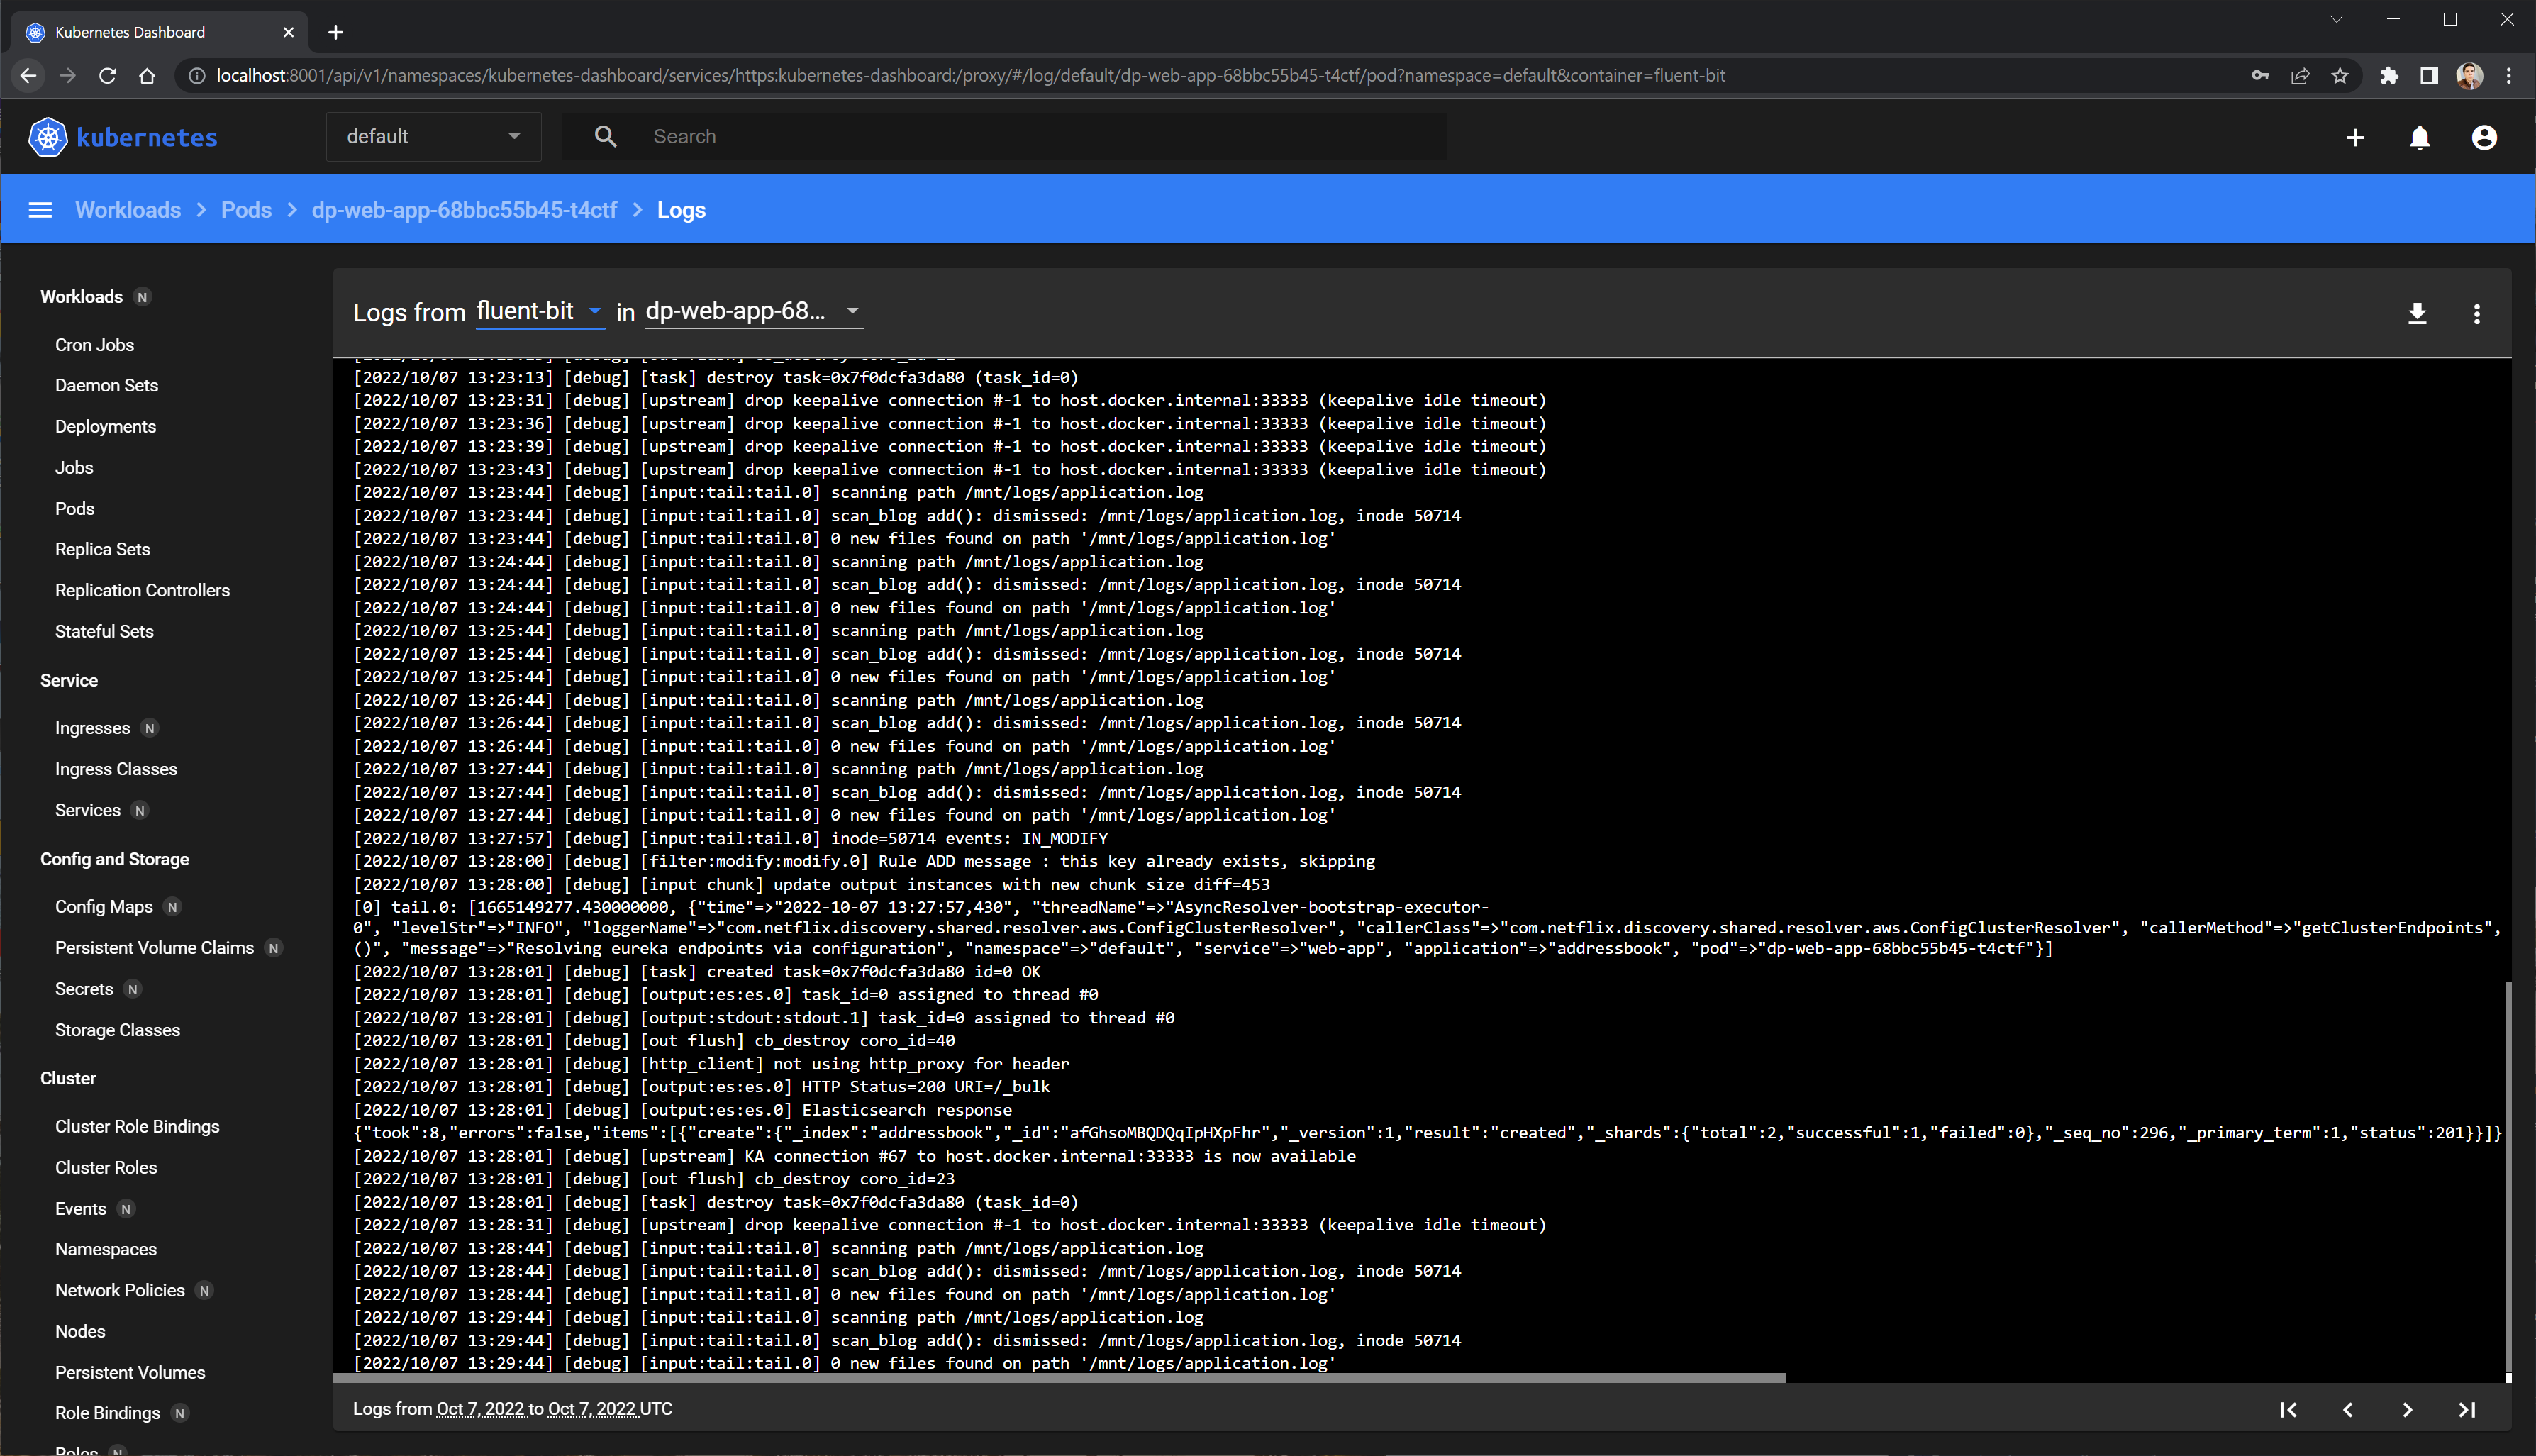 Kubernetes Dashboard
localhost:8001/api/v1/namespaces/kubernetes-dashboard/services/https:kubernetes-dashboard:/proxy/#/log/default/dp-web-app-68bbc55b45-t4ctf/pod?namespace=default&container=fluent-bit
kubernetes
default
Search
Workloads > Pods > dp-web-app-68bbc55b45-t4ctf > Logs
Workloads N
Cron Jobs
Daemon Sets
Deployments
Jobs
Pods
Replica Sets
Replication Controllers
Stateful Sets
Service
Ingresses N
Ingress Classes
Services N
Config and Storage
Config Maps N
Persistent Volume Claims N
Secrets N
Storage Classes
Cluster
Cluster Role Bindings
Cluster Roles
Events N
Namespaces
Network Policies N
Nodes
Persistent Volumes
Role Bindings N
Roles N
Logs from fluent-bit in dp-web-app-68...
[2022/10/07 13:23:13] [debug] [task] destroy task=0x7f0dcfa3da80 (task_id=0)
[2022/10/07 13:23:31] [debug] [upstream] drop keepalive connection #-1 to host.docker.internal:33333 (keepalive idle timeout)
[2022/10/07 13:23:36] [debug] [upstream] drop keepalive connection #-1 to host.docker.internal:33333 (keepalive idle timeout)
[2022/10/07 13:23:39] [debug] [upstream] drop keepalive connection #-1 to host.docker.internal:33333 (keepalive idle timeout)
[2022/10/07 13:23:43] [debug] [upstream] drop keepalive connection #-1 to host.docker.internal:33333 (keepalive idle timeout)
[2022/10/07 13:23:44] [debug] [input:tail:tail.0] scanning path /mnt/logs/application.log
[2022/10/07 13:23:44] [debug] [input:tail:tail.0] scan_blog add(): dismissed: /mnt/logs/application.log, inode 50714
[2022/10/07 13:23:44] [debug] [input:tail:tail.0] 0 new files found on path '/mnt/logs/application.log'
[2022/10/07 13:24:44] [debug] [input:tail:tail.0] scanning path /mnt/logs/application.log
[2022/10/07 13:24:44] [debug] [input:tail:tail.0] scan_blog add(): dismissed: /mnt/logs/application.log, inode 50714
[2022/10/07 13:24:44] [debug] [input:tail:tail.0] 0 new files found on path '/mnt/logs/application.log'
[2022/10/07 13:25:44] [debug] [input:tail:tail.0] scanning path /mnt/logs/application.log
[2022/10/07 13:25:44] [debug] [input:tail:tail.0] scan_blog add(): dismissed: /mnt/logs/application.log, inode 50714
[2022/10/07 13:25:44] [debug] [input:tail:tail.0] 0 new files found on path '/mnt/logs/application.log'
[2022/10/07 13:26:44] [debug] [input:tail:tail.0] scanning path /mnt/logs/application.log
[2022/10/07 13:26:44] [debug] [input:tail:tail.0] scan_blog add(): dismissed: /mnt/logs/application.log, inode 50714
[2022/10/07 13:26:44] [debug] [input:tail:tail.0] 0 new files found on path '/mnt/logs/application.log'
[2022/10/07 13:27:44] [debug] [input:tail:tail.0] scanning path /mnt/logs/application.log
[2022/10/07 13:27:44] [debug] [input:tail:tail.0] scan_blog add(): dismissed: /mnt/logs/application.log, inode 50714
[2022/10/07 13:27:44] [debug] [input:tail:tail.0] 0 new files found on path '/mnt/logs/application.log'
[2022/10/07 13:27:57] [debug] [input:tail:tail.0] inode=50714 events: IN_MODIFY
[2022/10/07 13:28:00] [debug] [filter:modify:modify.0] Rule ADD message : this key already exists, skipping
[2022/10/07 13:28:00] [debug] [input chunk] update output instances with new chunk size diff=453
[0] tail.0: [1665149277.430000000, {"time"=>"2022-10-07 13:27:57,430", "threadName"=>"AsyncResolver-bootstrap-executor-
0", "levelStr"=>"INFO", "loggerName"=>"com.netflix.discovery.shared.resolver.aws.ConfigClusterResolver", "callerClass"=>"com.netflix.discovery.shared.resolver.aws.ConfigClusterResolver", "callerMethod"=>"getClusterEndpoints",
()", "message"=>"Resolving eureka endpoints via configuration", "namespace"=>"default", "service"=>"web-app", "application"=>"addressbook", "pod"=>"dp-web-app-68bbc55b45-t4ctf"}]
[2022/10/07 13:28:01] [debug] [task] created task=0x7f0dcfa3da80 id=0 OK
[2022/10/07 13:28:01] [debug] [output:es:es.0] task_id=0 assigned to thread #0
[2022/10/07 13:28:01] [debug] [output:stdout:stdout.1] task_id=0 assigned to thread #0
[2022/10/07 13:28:01] [debug] [out flush] cb_destroy coro_id=40
[2022/10/07 13:28:01] [debug] [http_client] not using http_proxy for header
[2022/10/07 13:28:01] [debug] [output:es:es.0] HTTP Status=200 URI=/_bulk
[2022/10/07 13:28:01] [debug] [output:es:es.0] Elasticsearch response
{"took":8,"errors":false,"items":[{"create":{"_index":"addressbook","_id":"afGhsoMBQDQqIpHXpFhr","_version":1,"result":"created","_shards":{"total":2,"successful":1,"failed":0},"_seq_no":296,"_primary_term":1,"status":201}}]}
[2022/10/07 13:28:01] [debug] [upstream] KA connection #67 to host.docker.internal:33333 is now available
[2022/10/07 13:28:01] [debug] [out flush] cb_destroy coro_id=23
[2022/10/07 13:28:01] [debug] [task] destroy task=0x7f0dcfa3da80 (task_id=0)
[2022/10/07 13:28:31] [debug] [upstream] drop keepalive connection #-1 to host.docker.internal:33333 (keepalive idle timeout)
[2022/10/07 13:28:44] [debug] [input:tail:tail.0] scanning path /mnt/logs/application.log
[2022/10/07 13:28:44] [debug] [input:tail:tail.0] scan_blog add(): dismissed: /mnt/logs/application.log, inode 50714
[2022/10/07 13:28:44] [debug] [input:tail:tail.0] 0 new files found on path '/mnt/logs/application.log'
[2022/10/07 13:29:44] [debug] [input:tail:tail.0] scanning path /mnt/logs/application.log
[2022/10/07 13:29:44] [debug] [input:tail:tail.0] scan_blog add(): dismissed: /mnt/logs/application.log, inode 50714
[2022/10/07 13:29:44] [debug] [input:tail:tail.0] 0 new files found on path '/mnt/logs/application.log'
Logs from Oct 7, 2022 to Oct 7, 2022 UTC